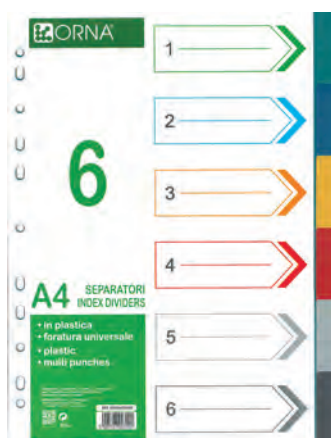 ORNA
1
2
6
3
4
A4
SEPARATORI
INDEX DIVIDERS
• in plastica
• foratura universale
• plastic
• multi punches
5
6